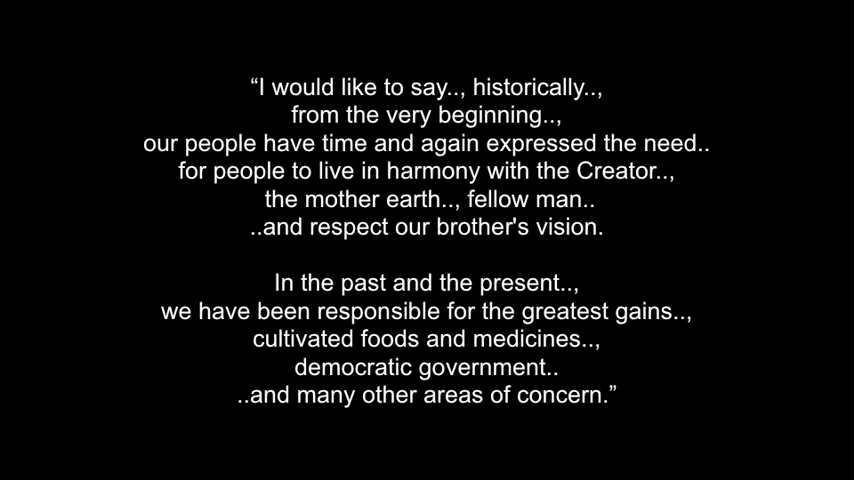 “I would like to say.., historically..,
from the very beginning..,
our people have time and again expressed the need..
for people to live in harmony with the Creator..,
the mother earth.., fellow man..
..and respect our brother's vision.
In the past and the present..,
we have been responsible for the greatest gains..,
cultivated foods and medicines..,
democratic government..
..and many other areas of concern.”